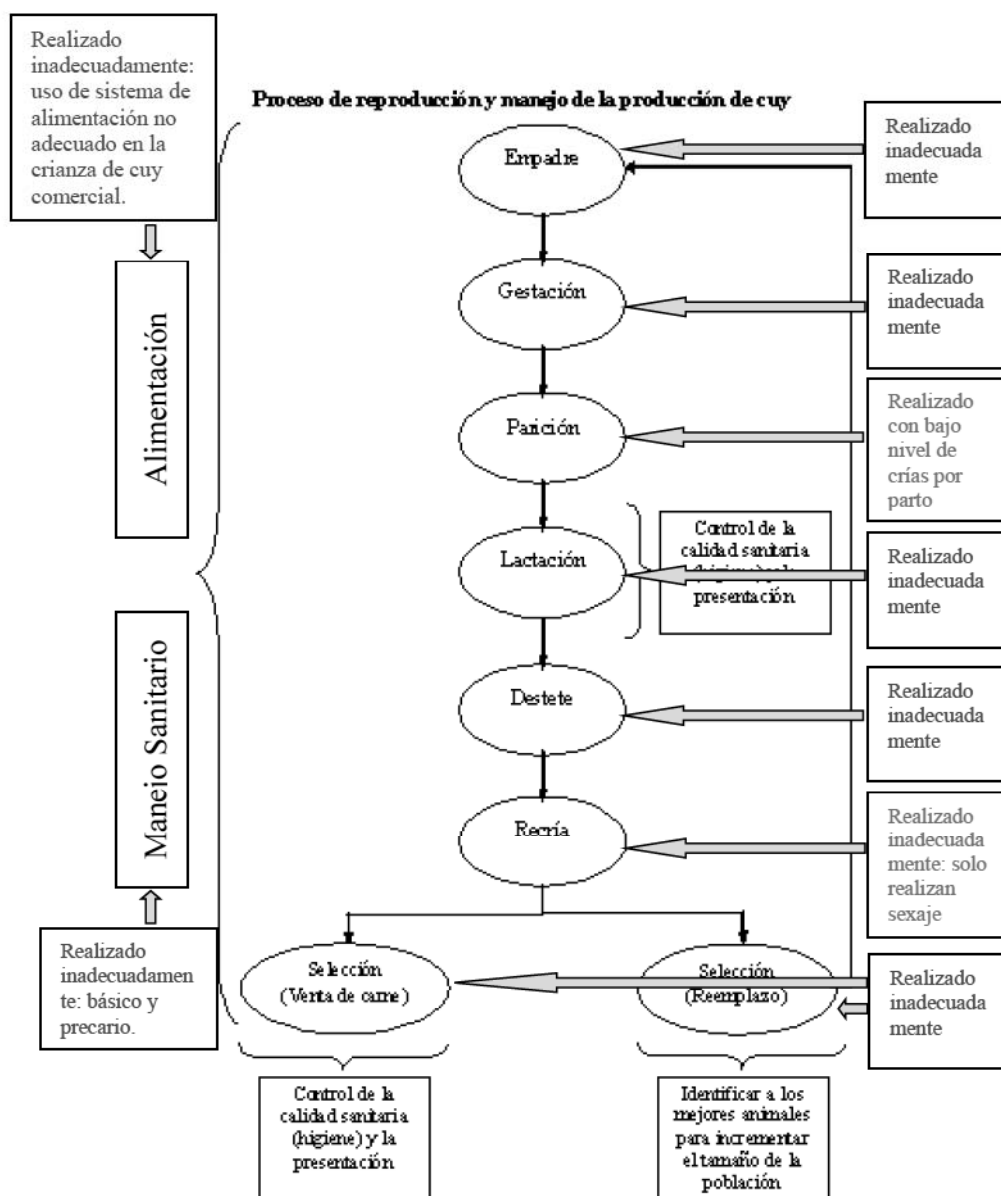 Realizado
inadecuadamente:
uso de sistema de
alimentación no
adecuado en la
crianza de cuy
comercial.
Proceso de reproducción y manejo de la producción de cuy
Empadre
Realizado
inadecuada
mente
Alimentación
Gestación
Realizado
inadecuada
mente
Parición
Realizado
con bajo
nivel de
crías por
parto
Lactación
Control de la
calidad sanitaria
(higiene)
presentación
Realizado
inadecuada
mente
Manejo Sanitario
Destete
Realizado
inadecuada
mente
Recría
Realizado
inadecuada
mente: solo
realizan
sexaje
Realizado
inadecuadamen
te: básico y
precario.
Selección
(Venta de carne)
Selección
(Reemplazo)
Realizado
inadecuada
mente
Control de la
calidad sanitaria
(higiene) y la
presentación
Identificar a los
mejores animales
para incrementar
el tamaño de la
población